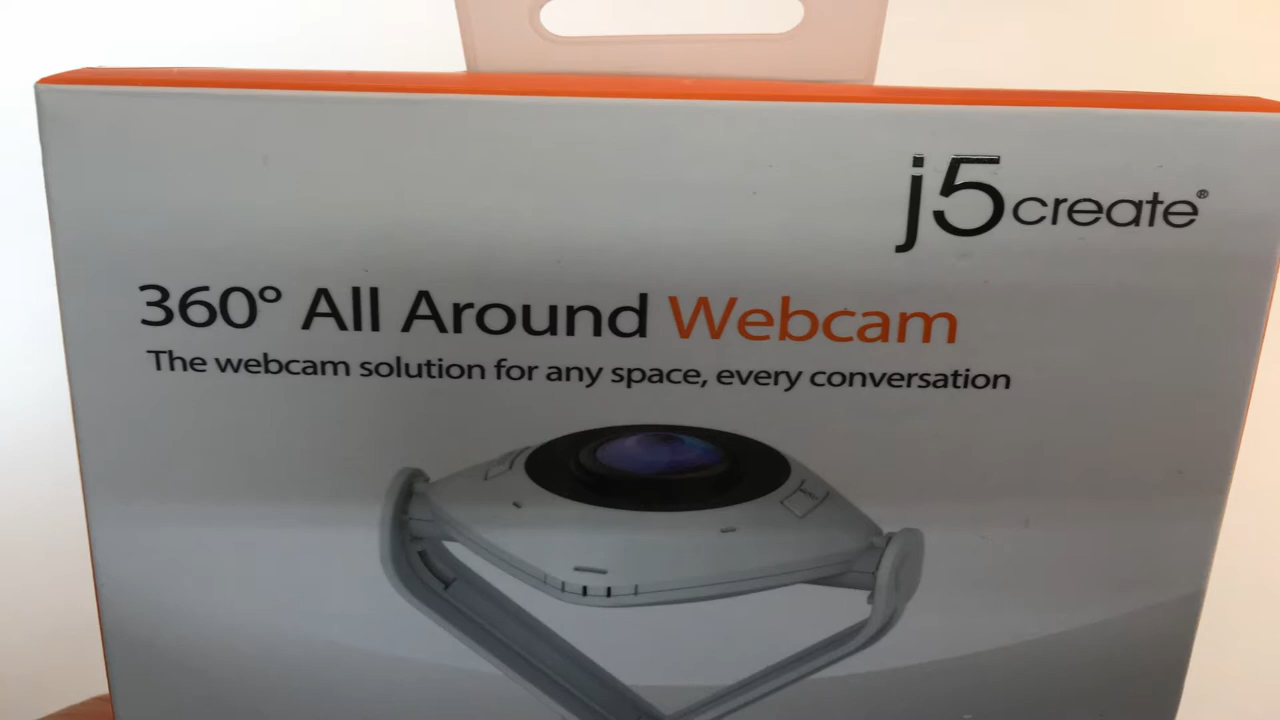 j5create®
360° All Around Webcam
The webcam solution for any space, every conversation